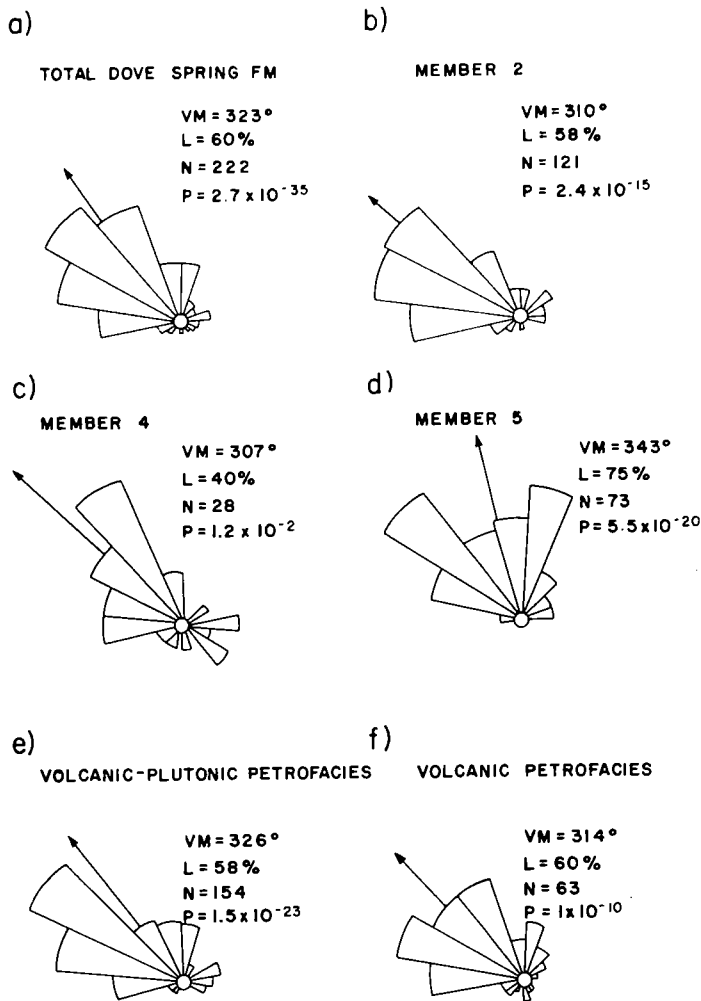 a)
TOTAL DOVE SPRING FM
VM = 323°
L = 60%
N = 222
P = 2.7 x 10⁻³⁵
b)
MEMBER 2
VM = 310°
L = 58%
N = 121
P = 2.4 x 10⁻¹⁵
c)
MEMBER 4
VM = 307°
L = 40%
N = 28
P = 1.2 x 10⁻²
d)
MEMBER 5
VM = 343°
L = 75%
N = 73
P = 5.5 x 10⁻²⁰
e)
VOLCANIC-PLUTONIC PETROFACIES
VM = 326°
L = 58%
N = 154
P = 1.5 x 10⁻²³
f)
VOLCANIC PETROFACIES
VM = 314°
L = 60%
N = 63
P = 1 x 10⁻¹⁰